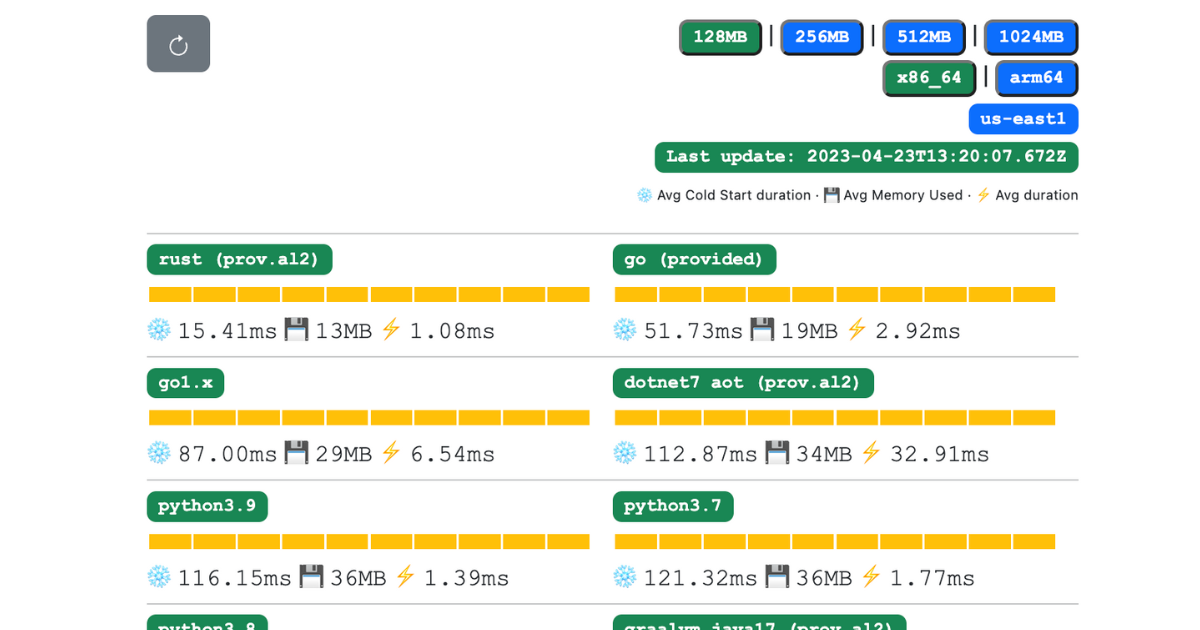 128MB | 256MB | 512MB | 1024MB
x86_64 | arm64
us-east1
Last update: 2023-04-23T13:20:07.672Z
❄️ Avg Cold Start duration · 💾 Avg Memory Used · ⚡ Avg duration
rust (prov.al2)
❄️ 15.41ms 💾 13MB ⚡ 1.08ms
go (provided)
❄️ 51.73ms 💾 19MB ⚡ 2.92ms
go1.x
❄️ 87.00ms 💾 29MB ⚡ 6.54ms
dotnet7 aot (prov.al2)
❄️ 112.87ms 💾 34MB ⚡ 32.91ms
python3.9
❄️ 116.15ms 💾 36MB ⚡ 1.39ms
python3.7
❄️ 121.32ms 💾 36MB ⚡ 1.77ms
python3.8
graalvm java17 (prov.al2)